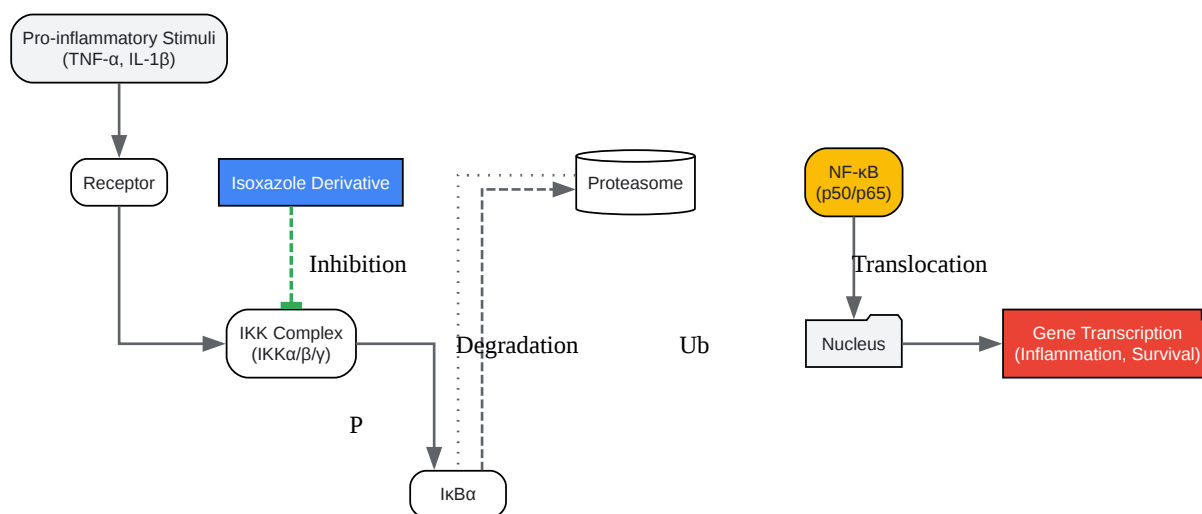 Pro-inflammatory Stimuli
(TNF-α, IL-1β)
Receptor
Isoxazole Derivative
Proteasome
NF-κB
(p50/p65)
Inhibition
Translocation
IKK Complex
(IKKα/β/γ)
Degradation
Ub
Nucleus
Gene Transcription
(Inflammation, Survival)
P
IκBα